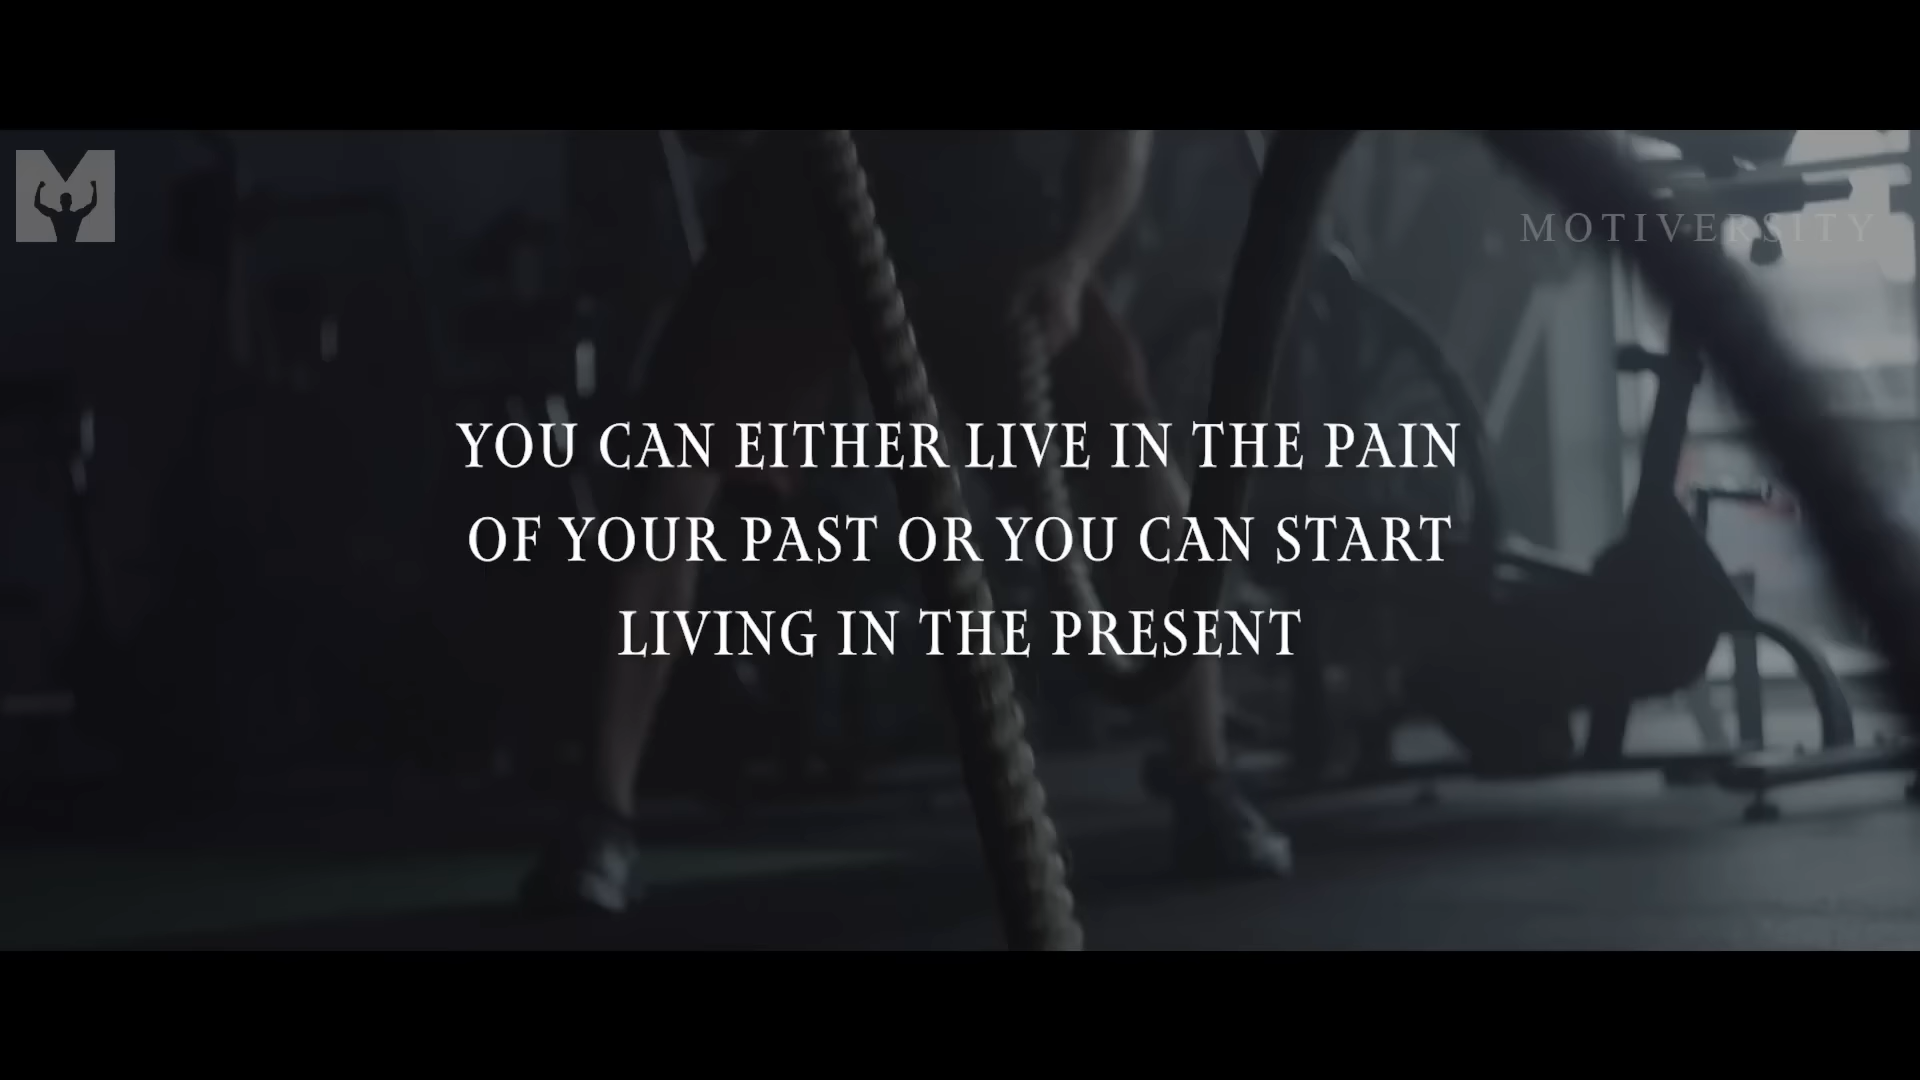 MOTIVERSITY
YOU CAN EITHER LIVE IN THE PAIN
OF YOUR PAST OR YOU CAN START
LIVING IN THE PRESENT